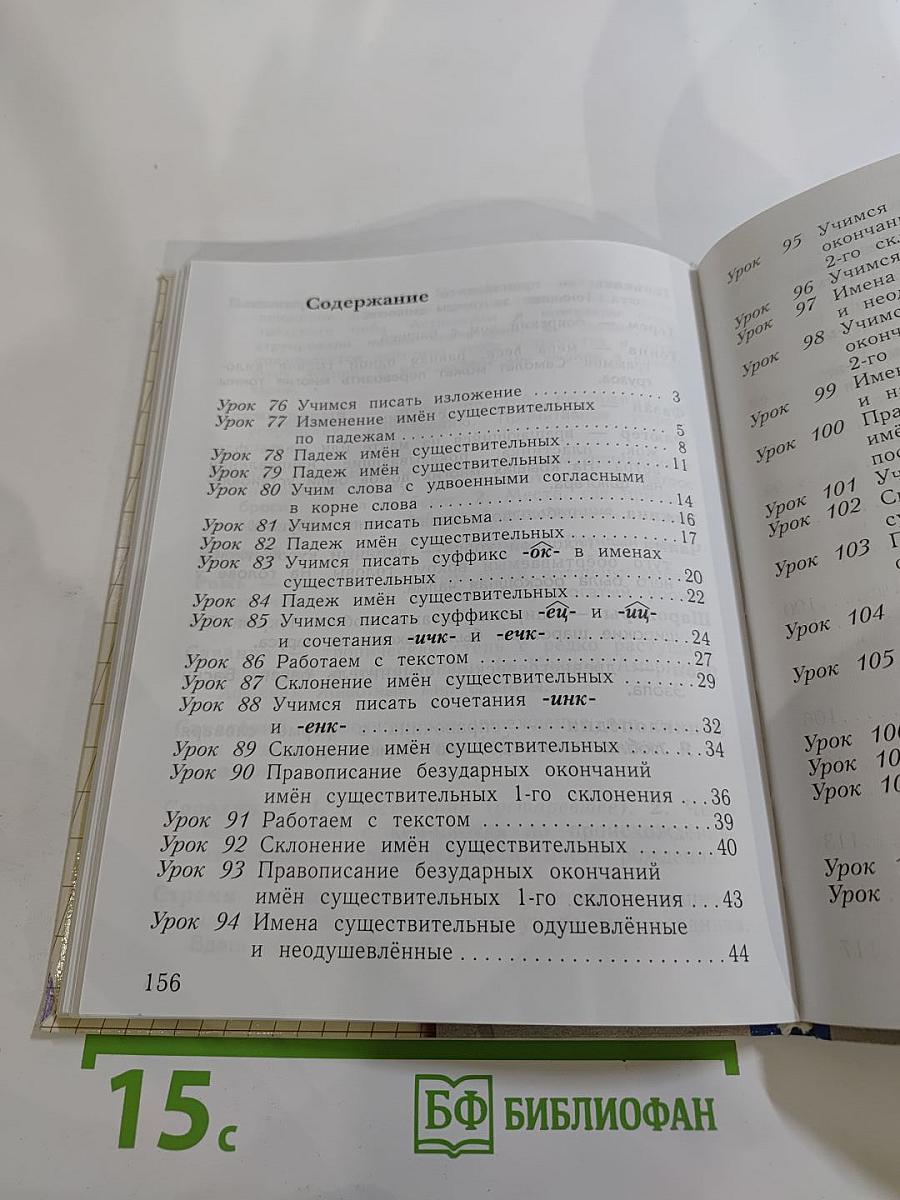 Содержание
Урок 76 Учимся писать изложение . . . . . . . . . . . . . . 3
Урок 77 Изменение имён существительных
по падежам . . . . . . . . . . . . . . . . . . . . . . . . . . 5
Урок 78 Падеж имён существительных . . . . . . . . . . . 8
Урок 79 Падеж имён существительных . . . . . . . . . . . 11
Урок 80 Учим слова с удвоенными согласными
в корне слова . . . . . . . . . . . . . . . . . . . . . . . . 14
Урок 81 Учимся писать письма . . . . . . . . . . . . . . . . . 16
Урок 82 Падеж имён существительных . . . . . . . . . . . 17
Урок 83 Учимся писать суффикс -ок- в именах
существительных . . . . . . . . . . . . . . . . . . . . . . . 20
Урок 84 Падеж имён существительных . . . . . . . . . . . 22
Урок 85 Учимся писать суффиксы -ец- и -иц-
и сочетания -ичк- и -ечк- . . . . . . . . . . . . . . 24
Урок 86 Работаем с текстом . . . . . . . . . . . . . . . . . . 27
Урок 87 Склонение имён существительных . . . . . . . 29
Урок 88 Учимся писать сочетания -инк-
и -енк- . . . . . . . . . . . . . . . . . . . . . . . . . . . . . 32
Урок 89 Склонение имён существительных . . . . . . . 34
Урок 90 Правописание безударных окончаний
имён существительных 1-го склонения . . . 36
Урок 91 Работаем с текстом . . . . . . . . . . . . . . . . . . 39
Урок 92 Склонение имён существительных . . . . . . . 40
Урок 93 Правописание безударных окончаний
имён существительных 1-го склонения . . . 43
Урок 94 Имена существительные одушевлённые
и неодушевлённые . . . . . . . . . . . . . . . . . . . . . . 44
156
Урок 95 Учимся
2-го
Урок 96 Учимся
Урок 97 Имена
Урок 98
2-го
Урок 99
Урок 100
Урок 101
Урок 102
Урок 103
Урок 104
Урок 105
Урок
Урок
Урок
Урок
Урок
15 с
БФ БИБЛИОФАН